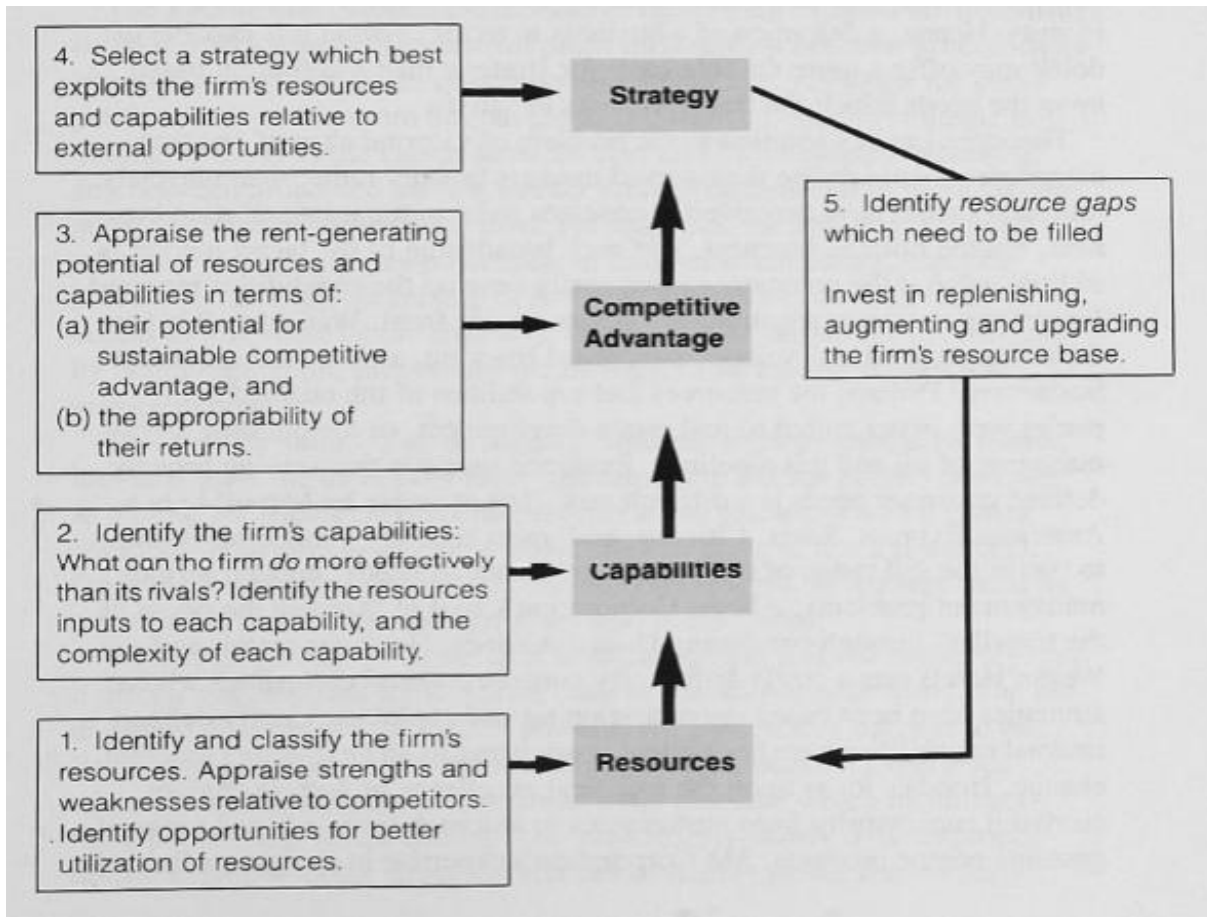 4. Select a strategy which best
exploits the firm's resources
and capabilities relative to
external opportunities.
Strategy
3. Appraise the rent-generating
potential of resources and
capabilities in terms of:
(a) their potential for
sustainable competitive
advantage, and
(b) the appropriability of
their returns.
Competitive
Advantage
5. Identify resource gaps
which need to be filled
Invest in replenishing,
augmenting and upgrading
the firm's resource base.
2. Identify the firm's capabilities:
What can the firm do more effectively
than its rivals? Identify the resources
inputs to each capability, and the
complexity of each capability.
Capabilities
1. Identify and classify the firm's
resources. Appraise strengths and
weaknesses relative to competitors.
Identify opportunities for better
utilization of resources.
Resources